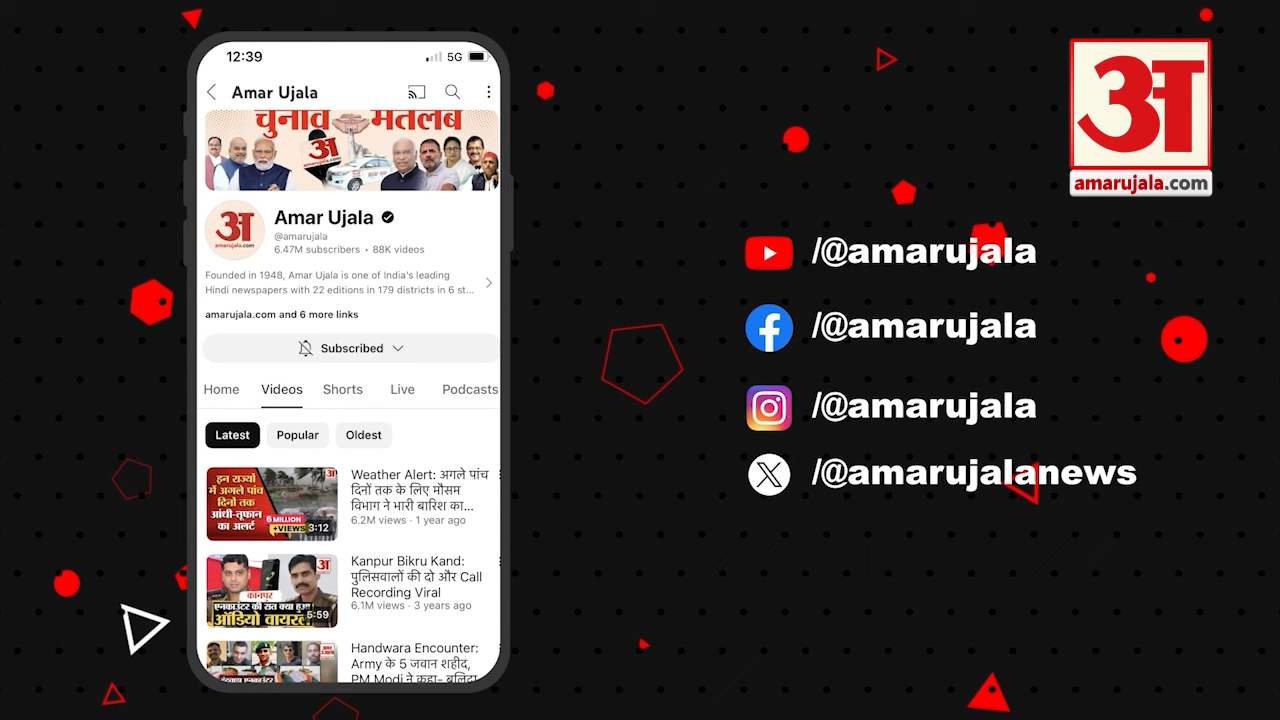 12:39
5G
Amar Ujala
चुनाव मतलब
अ
amarujala.com
अ
amarujala.com
Amar Ujala
@amarujala
6.47M subscribers • 88K videos
Founded in 1948, Amar Ujala is one of India's leading
Hindi newspapers with 22 editions in 179 districts in 6 st...
amarujala.com and 6 more links
Subscribed
Home Videos Shorts Live Podcasts
Latest Popular Oldest
हन राज्यों
में अगले पांच
दिनों तक
आंधी-तूफान
का अलर्ट
अ
6 MILLION
+VIEWS
3:12
Weather Alert: अगले पांच
दिनों तक के लिए मौसम
विभाग ने भारी बारिश का...
6.2M views · 1 year ago
अ
कानपुर
एनकाउंटर की रात क्या हुआ
ऑडियो वायरल
5:59
Kanpur Bikru Kand:
पुलिसवालों की दो और Call
Recording Viral
6.1M views · 3 years ago
Handwara Encounter:
Army के 5 जवान शहीद,
PM Modi ने कहा-
अ
amarujala.com
/@amarujala
/@amarujala
/@amarujala
/@amarujalanews